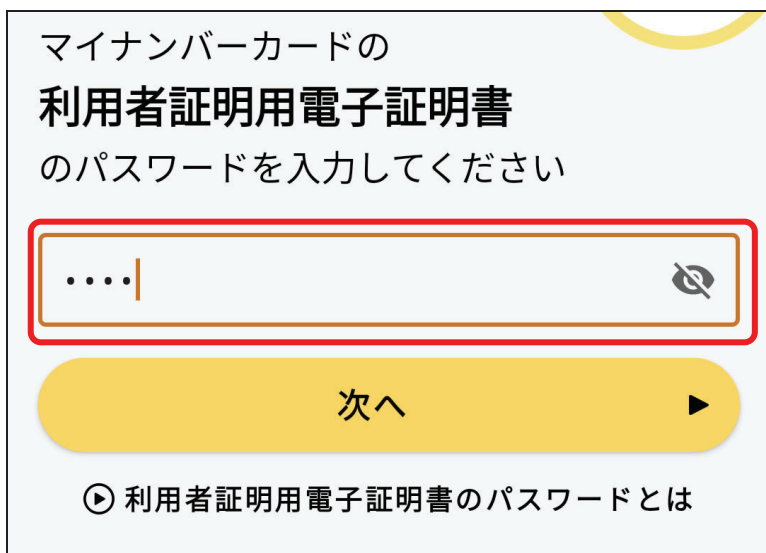 マイナンバーカードの
利用者証明用電子証明書
のパスワードを入力してください
••••
次へ
利用者証明用電子証明書のパスワードとは